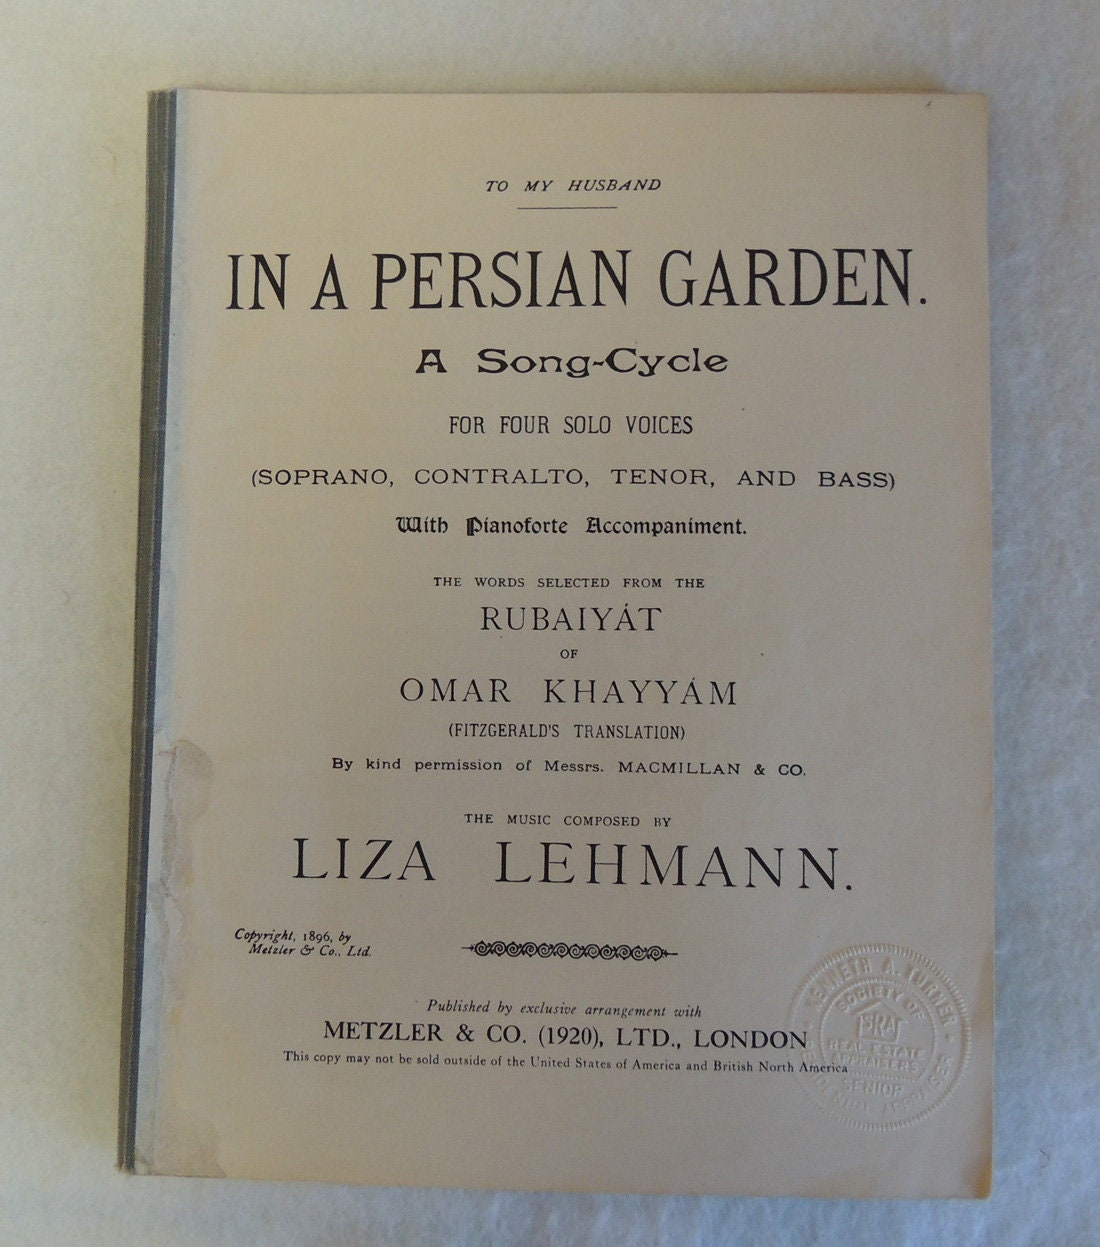 TO MY HUSBAND
IN A PERSIAN GARDEN.
A Song-Cycle
FOR FOUR SOLO VOICES
(SOPRANO, CONTRALTO, TENOR, AND BASS)
With Pianoforte Accompaniment.
THE WORDS SELECTED FROM THE
RUBAIYÁT
OF
OMAR KHAYYÁM
(FITZGERALD'S TRANSLATION)
By kind permission of Messrs. MACMILLAN & CO.
THE MUSIC COMPOSED BY
LIZA LEHMANN.
Copyright, 1896, by
Metzler & Co., Ltd.
Published by exclusive arrangement with
METZLER & CO. (1920), LTD., LONDON
This copy may not be sold outside of the United States of America and British North America
KENNETH A. TURNER
SOCIETY OF
REAL ESTATE
APPRAISERS
SENIOR